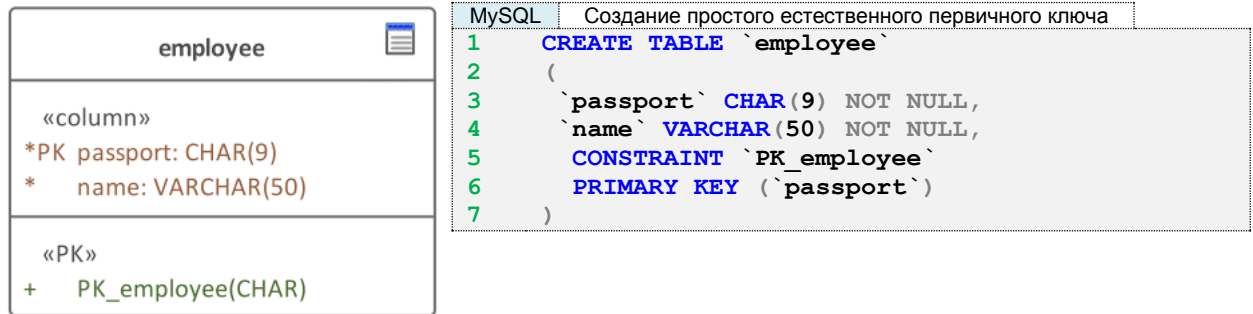 employee
«column»
*PK passport: CHAR(9)
* name: VARCHAR(50)
«PK»
+ PK_employee(CHAR)
MySQL Создание простого естественного первичного ключа
1 CREATE TABLE `employee`
2 (
3 `passport` CHAR(9) NOT NULL,
4 `name` VARCHAR(50) NOT NULL,
5 CONSTRAINT `PK_employee`
6 PRIMARY KEY (`passport`)
7 )